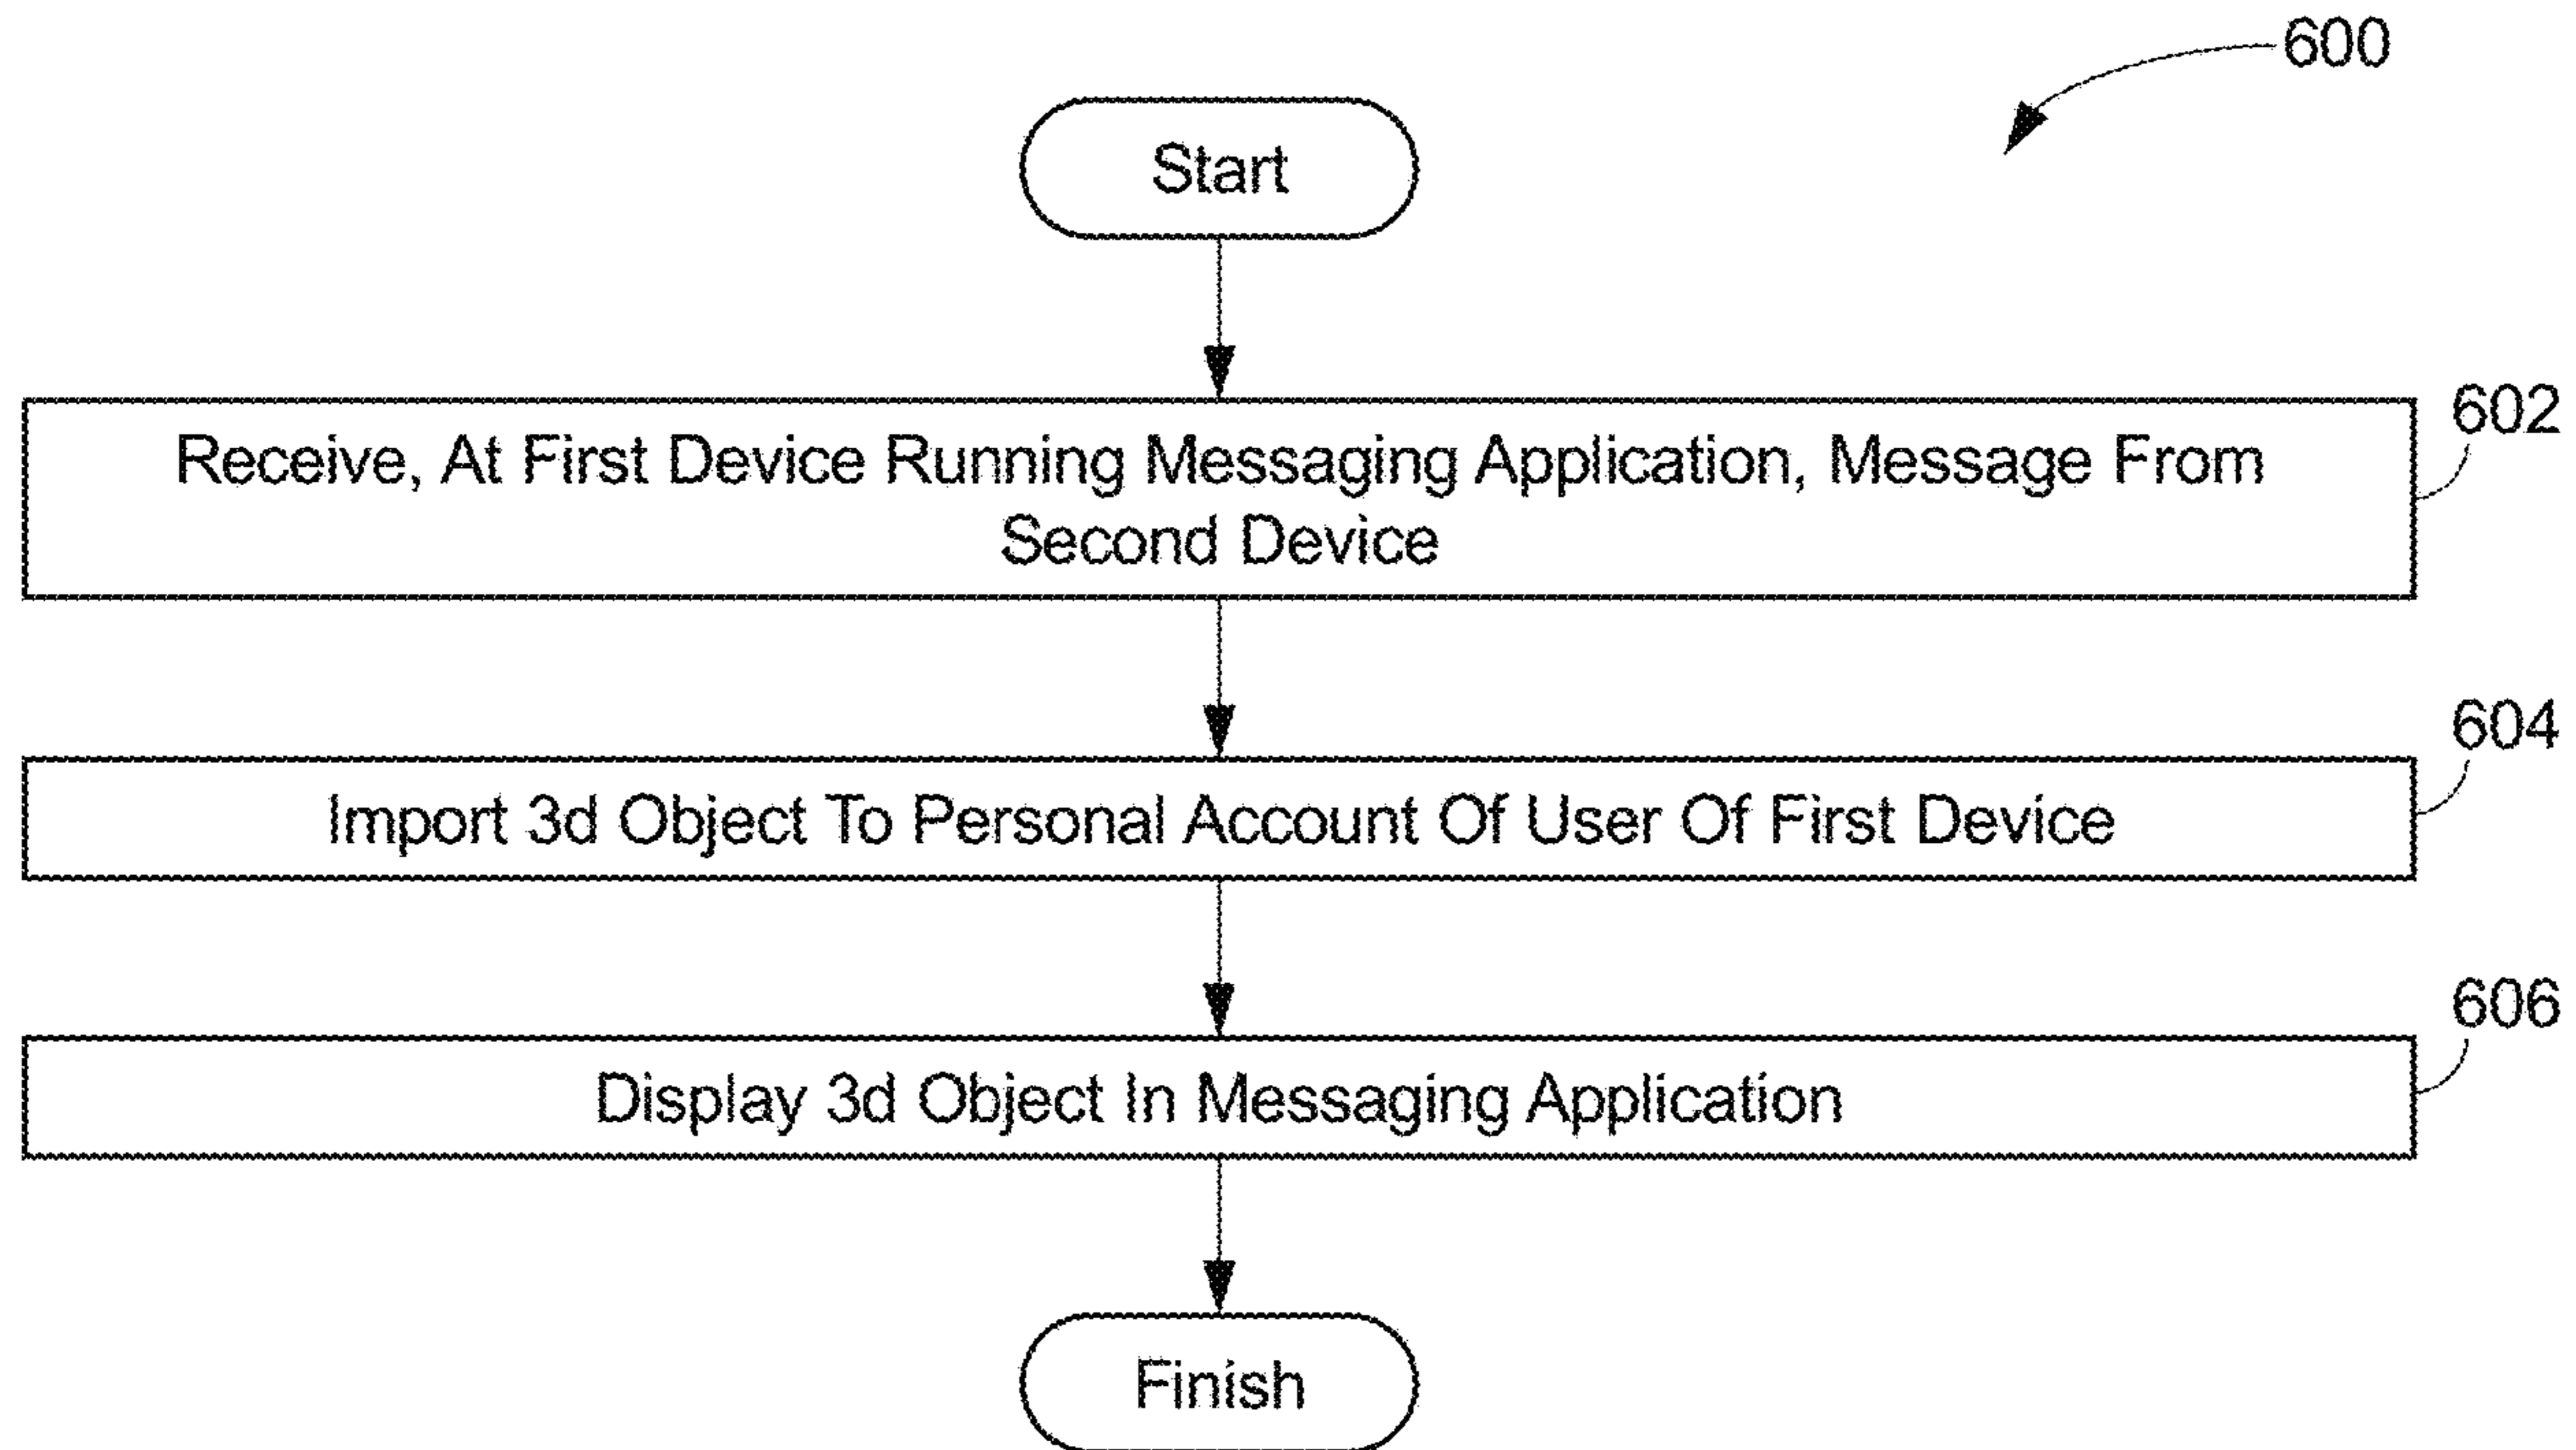 600
Start
602
Receive, At First Device Running Messaging Application, Message From
Second Device
604
Import 3d Object To Personal Account Of User Of First Device
606
Display 3d Object In Messaging Application
Finish